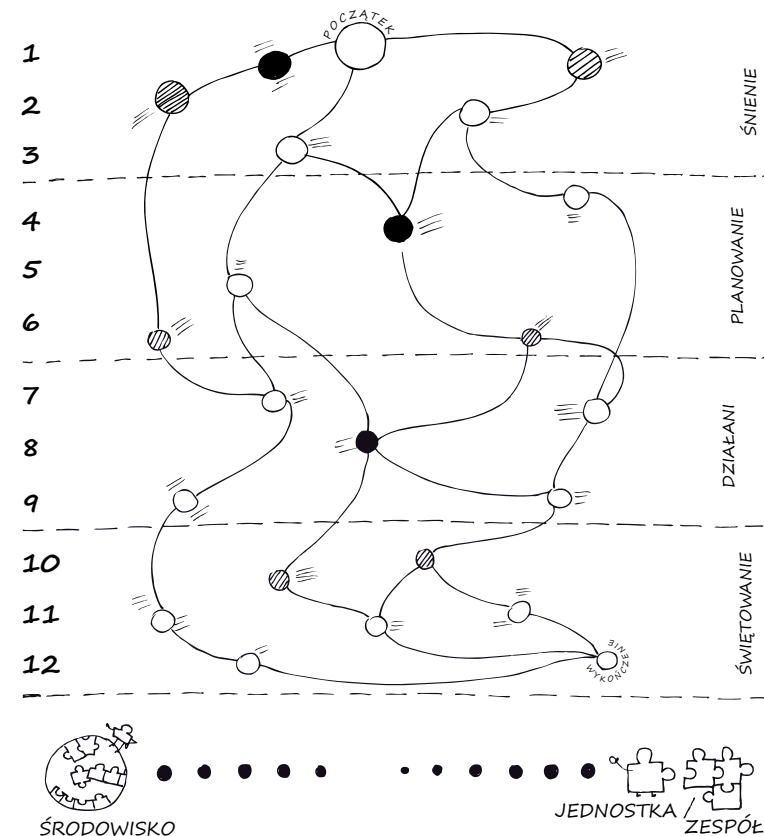 POCZĄTEK
1
2
3
ŚNIENIE
4
5
6
PLANOWANIE
7
8
9
DZIAŁANI
10
11
12
ŚWIĘTOWANIE
WYKOŃCZENIE
ŚRODOWISKO
JEDNOSTKA /
ZESPÓŁ